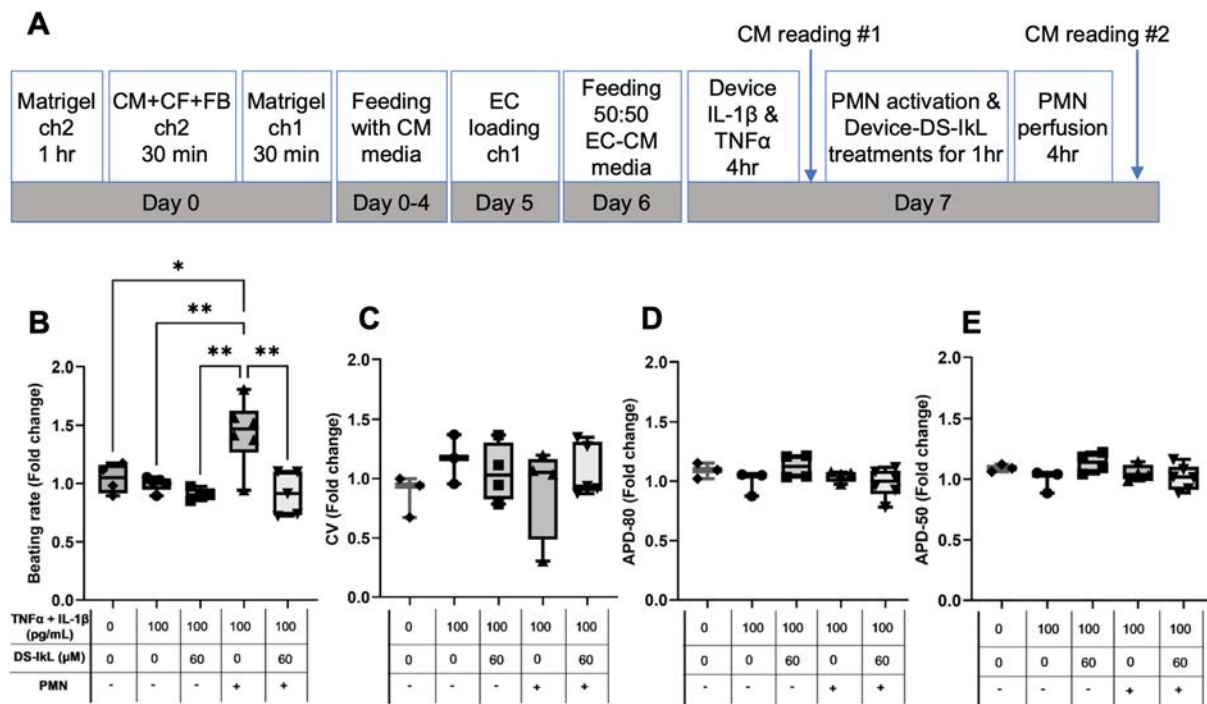 A
CM reading #1
CM reading #2
Matrigel
ch2
1 hr
CM+CF+FB
ch2
30 min
Matrigel
ch1
30 min
Feeding
with CM
media
EC
loading
ch1
Feeding
50:50
EC-CM
media
Device
IL-1β &
TNFα
4hr
PMN activation &
Device-DS-IkL
treatments for 1hr
PMN
perfusion
4hr
Day 0
Day 0-4
Day 5
Day 6
Day 7
B
*
**
** **
Beating rate (Fold change)
2.0
1.5
1.0
0.5
0.0
C
CV (Fold change)
2.0
1.5
1.0
0.5
0.0
D
APD-80 (Fold change)
2.0
1.5
1.0
0.5
0.0
E
APD-50 (Fold change)
2.0
1.5
1.0
0.5
0.0
TNFα + IL-1β
(pg/mL)
0 100 100 100 100
DS-IkL (µM)
0 0 60 0 60
PMN
- - - + +
0 100 100 100 100
0 0 60 0 60
- - - + +
0 100 100 100 100
0 0 60 0 60
- - - + +
0 100 100 100 100
0 0 60 0 60
- - - + +